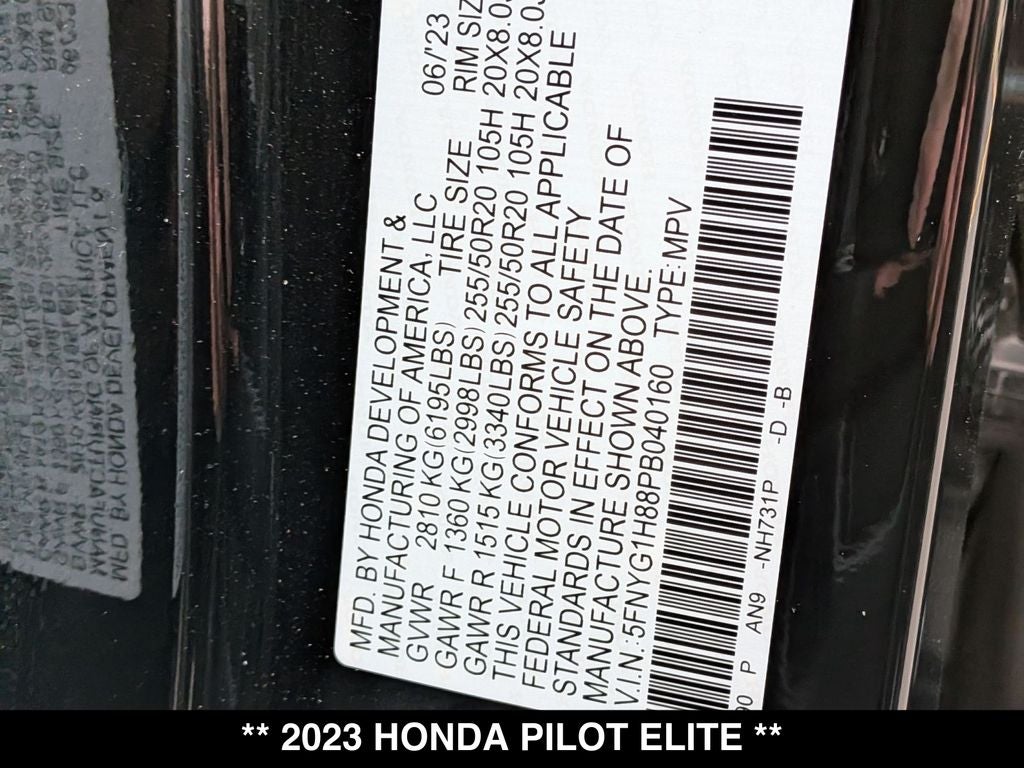 MFD. BY HONDA DEVELOPMENT &
MANUFACTURING OF AMERICA, LLC 06/'23
GVWR 2810 KG(6195LBS) TIRE SIZE RIM SIZ
GAWR F 1360 KG(2998LBS) 255/50R20 105H 20X8.0J
GAWR R 1515 KG(3340LBS) 255/50R20 105H 20X8.0J
THIS VEHICLE CONFORMS TO ALL APPLICABLE
FEDERAL MOTOR VEHICLE SAFETY
STANDARDS IN EFFECT ON THE DATE OF
MANUFACTURE SHOWN ABOVE.
V.I.N.:5FNYG1H88PB040160 TYPE:MPV
90 P AN9 -NH731P -D -B
** 2023 HONDA PILOT ELITE **